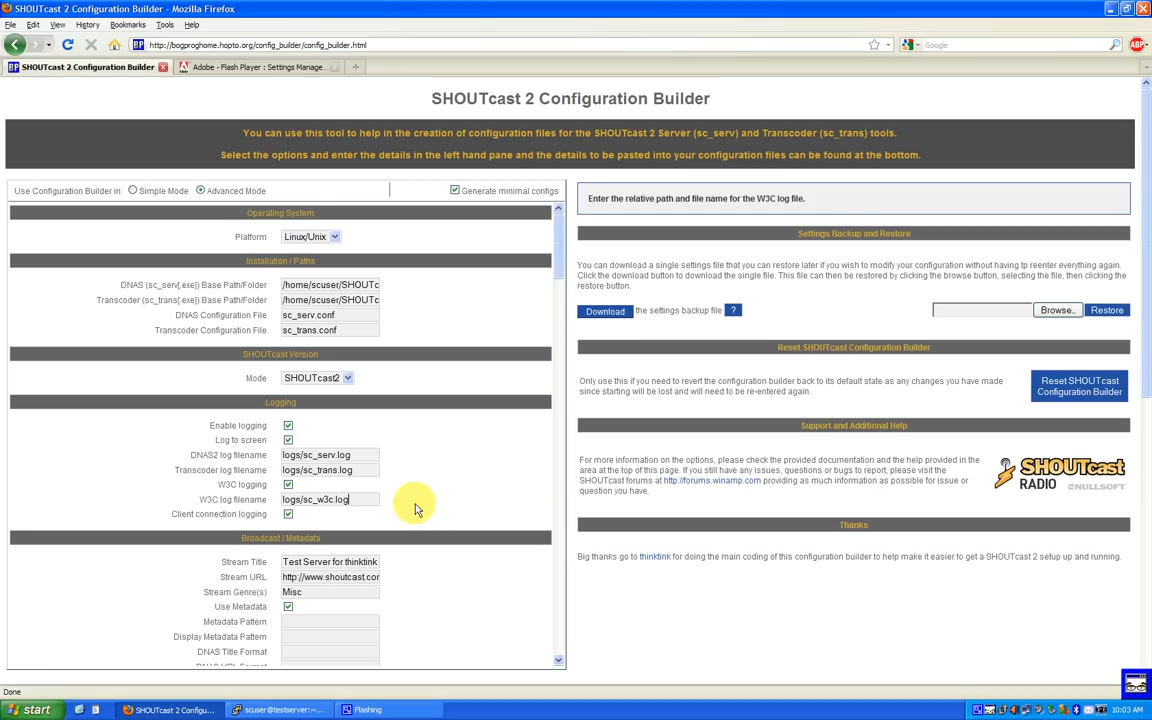 SHOUTcast 2 Configuration Builder - Mozilla Firefox
File Edit View History Bookmarks Tools Help
http://bogproghome.hopto.org/config_builder/config_builder.html
Google
ABP
BP SHOUTcast 2 Configuration Builder
Adobe - Flash Player : Settings Manage...
SHOUTcast 2 Configuration Builder
You can use this tool to help in the creation of configuration files for the SHOUTcast 2 Server (sc_serv) and Transcoder (sc_trans) tools.
Select the options and enter the details in the left hand pane and the details to be pasted into your configuration files can be found at the bottom.
Use Configuration Builder in: Simple Mode Advanced Mode
Generate minimal configs
Operating System
Platform Linux/Unix
Installation / Paths
DNAS (sc_serv[.exe]) Base Path/Folder /home/scuser/SHOUTc
Transcoder (sc_trans[.exe]) Base Path/Folder /home/scuser/SHOUTc
DNAS Configuration File sc_serv.conf
Transcoder Configuration File sc_trans.conf
SHOUTcast Version
Mode SHOUTcast2
Logging
Enable logging
Log to screen
DNAS2 log filename logs/sc_serv.log
Transcoder log filename logs/sc_trans.log
W3C logging
W3C log filename logs/sc_w3c.log
Client connection logging
Broadcast / Metadata
Stream Title Test Server for thinktink
Stream URL http://www.shoutcast.cor
Stream Genre(s) Misc
Use Metadata
Metadata Pattern
Display Metadata Pattern
DNAS Title Format
DNAS URL Format
Enter the relative path and file name for the W3C log file.
Settings Backup and Restore
You can download a single settings file that you can restore later if you wish to modify your configuration without having tp reenter everything again.
Click the download button to download the single file. This file can then be restored by clicking the browse button, selecting the file, then clicking the
restore button.
Download the settings backup file ?
Browse... Restore
Reset SHOUTcast Configuration Builder
Only use this if you need to revert the configuration builder back to its default state as any changes you have made
since starting will be lost and will need to be re-entered again.
Reset SHOUTcast
Configuration Builder
Support and Additional Help
For more information on the options, please check the provided documentation and the help provided in the
area at the top of this page. If you still have any issues, questions or bugs to report, please visit the
SHOUTcast forums at http://forums.winamp.com providing as much information as possible for issue or
question you have.
SHOUTcast
RADIO NULLSOFT
Thanks
Big thanks go to thinktink for doing the main coding of this configuration builder to help make it easier to get a SHOUTcast 2 setup up and running.
Done
start
SHOUTcast 2 Configu...
scuser@testserver:~...
Flashing
10:03 AM